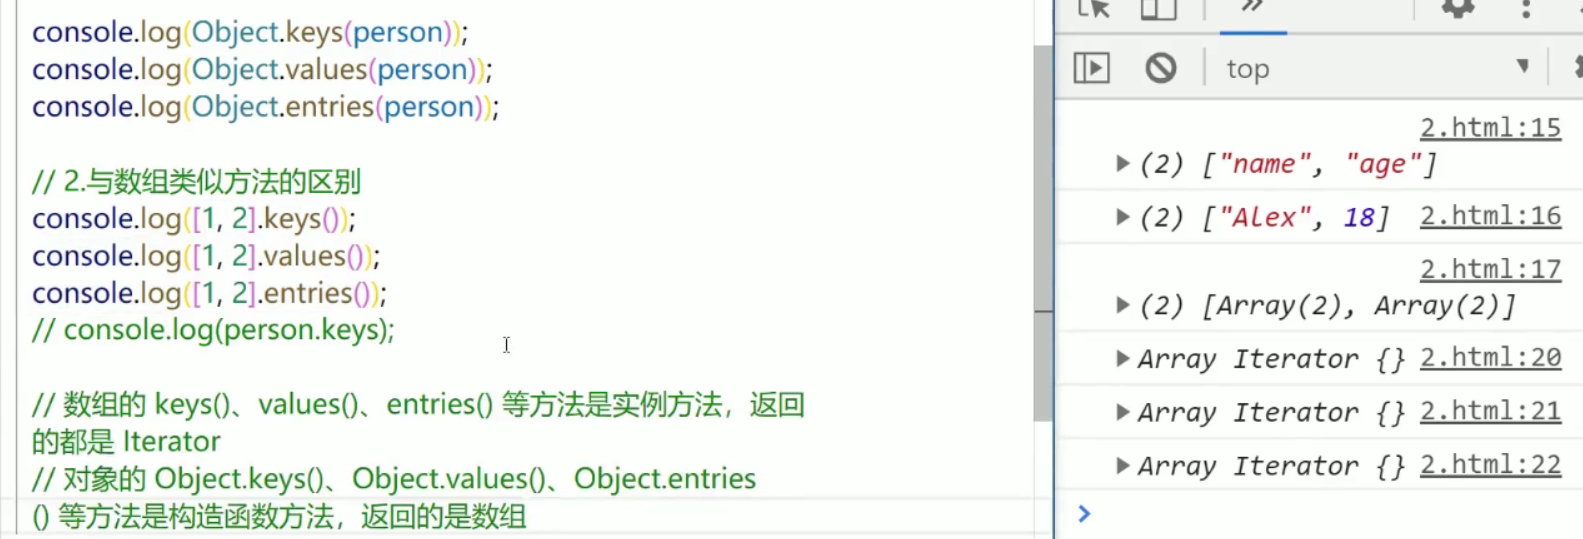 console.log(Object.keys(person));
console.log(Object.values(person));
console.log(Object.entries(person));
// 2.与数组类似方法的区别
console.log([1, 2].keys());
console.log([1, 2].values());
console.log([1, 2].entries());
// console.log(person.keys);
// 数组的 keys()、values()、entries() 等方法是实例方法，返回
的都是 Iterator
// 对象的 Object.keys()、Object.values()、Object.entries
() 等方法是构造函数方法，返回的是数组
top
2.html:15
(2) ["name", "age"]
(2) ["Alex", 18] 2.html:16
2.html:17
(2) [Array(2), Array(2)]
Array Iterator {} 2.html:20
Array Iterator {} 2.html:21
Array Iterator {} 2.html:22